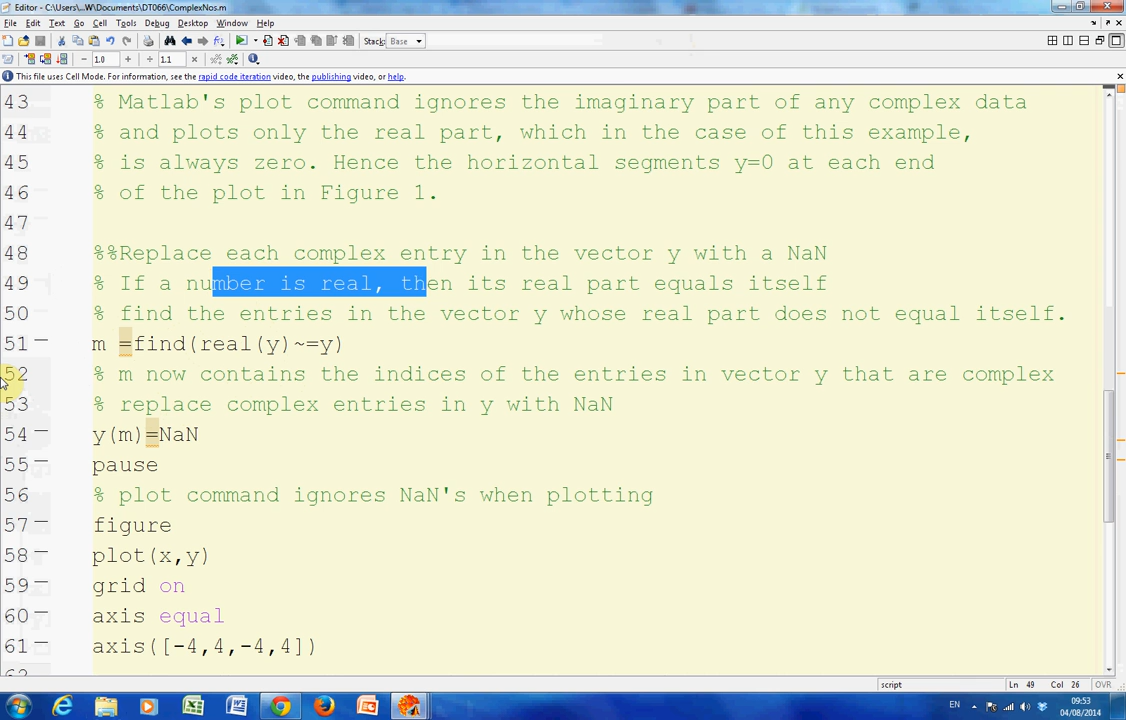 Editor - C:\Users\...W\Documents\DT066\ComplexNos.m
File Edit Text Go Cell Tools Debug Desktop Window Help
Stack: Base
1.0 1.1
This file uses Cell Mode. For information, see the rapid code iteration video, the publishing video, or help.
43 % Matlab's plot command ignores the imaginary part of any complex data
44 % and plots only the real part, which in the case of this example,
45 % is always zero. Hence the horizontal segments y=0 at each end
46 % of the plot in Figure 1.
47
48 %%Replace each complex entry in the vector y with a NaN
49 % If a number is real, then its real part equals itself
50 % find the entries in the vector y whose real part does not equal itself.
51 m =find(real(y)~=y)
52 % m now contains the indices of the entries in vector y that are complex
53 % replace complex entries in y with NaN
54 y(m)=NaN
55 pause
56 % plot command ignores NaN's when plotting
57 figure
58 plot(x,y)
59 grid on
60 axis equal
61 axis([-4,4,-4,4])
script Ln 49 Col 26 OVR
EN 09:53
04/08/2014